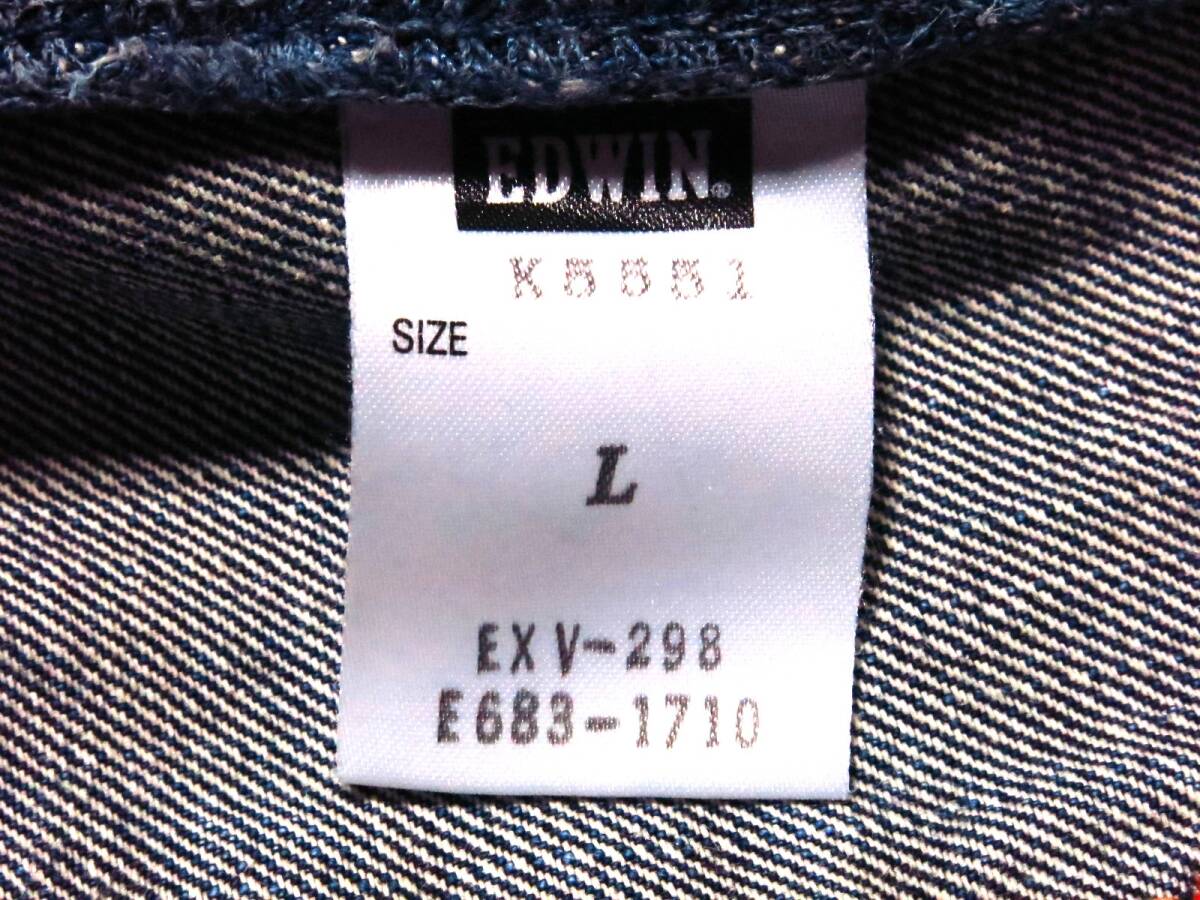 EDWIN®
K5551
SIZE
L
EXV-298
E683-1710